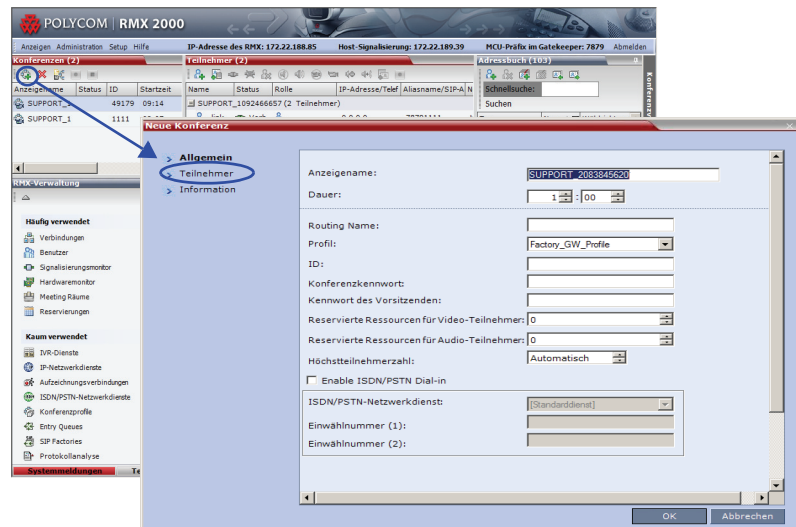 POLYCOM | RMX 2000
Anzeigen Administration Setup Hilfe
IP-Adresse des RMX: 172.22.188.85
Host-Signalisierung: 172.22.189.39
MCU-Präfix im Gatekeeper: 7879
Abmelden
Konferenzen (2)
Anzeigename Status ID Startzeit
49179 09:14
SUPPORT_1 1111
Teilnehmer (2)
Name Status Rolle IP-Adresse/Telef Aliasname/SIP-A N
SUPPORT_1092466657 (2 Teilnehmer)
Adressbuch (103)
Schnellsuche:
Suchen
RMX-Verwaltung
Häufig verwendet
Verbindungen
Benutzer
Signalisierungsmonitor
Hardwaremonitor
Meeting Räume
Reservierungen
Kaum verwendet
IVR-Dienste
IP-Netzwerkdienste
Aufzeichnungsverbindungen
ISDN/PSTN-Netzwerkdienste
Konferenzprofile
Entry Queues
SIP Factories
Protokollanalyse
Systemmeldungen Te
Neue Konferenz
Allgemein
Teilnehmer
Information
Anzeigename: SUPPORT_2083845620
Dauer: 1 : 00
Routing Name:
Profil: Factory_GW_Profile
ID:
Konferenzkennwort:
Kennwort des Vorsitzenden:
Reservierte Ressourcen für Video-Teilnehmer: 0
Reservierte Ressourcen für Audio-Teilnehmer: 0
Höchstteilnehmerzahl: Automatisch
Enable ISDN/PSTN Dial-in
ISDN/PSTN-Netzwerkdienst: [Standarddienst]
Einwählnummer (1):
Einwählnummer (2):
OK Abbrechen